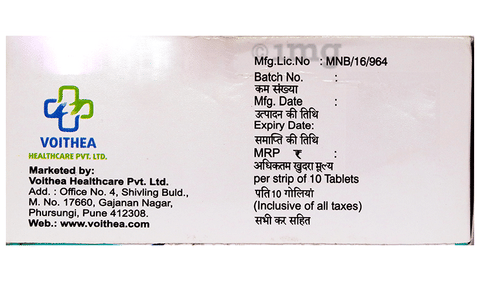 1mg
VOITHEA
HEALTHCARE PVT. LTD.
Marketed by:
Voithea Healthcare Pvt. Ltd.
Add. : Office No. 4, Shivling Buld.,
M. No. 17660, Gajanan Nagar,
Phursungi, Pune 412308.
Web.: www.voithea.com
Mfg.Lic.No : MNB/16/964
Batch No. :
कम संख्या
Mfg. Date :
उत्पादन की तिथि
Expiry Date:
समाप्ति की तिथि
MRP ₹ :
अधिकतम खुदरा मूल्य
per strip of 10 Tablets
पति 10 गोलियां
(Inclusive of all taxes)
सभी कर सहित